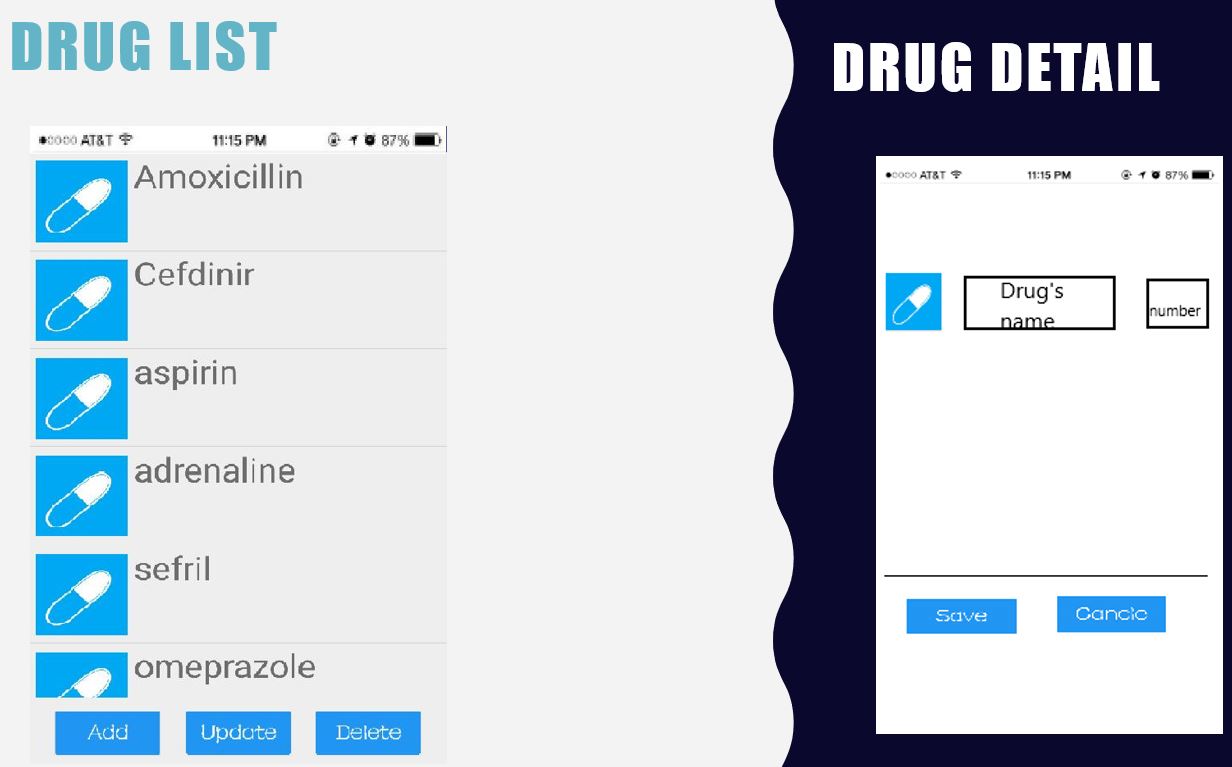 DRUG LIST
AT&T 11:15 PM 87%
Amoxicillin
Cefdinir
aspirin
adrenaline
sefril
omeprazole
Add Update Delete
DRUG DETAIL
AT&T 11:15 PM 87%
Drug's
name
number
Save Cancle